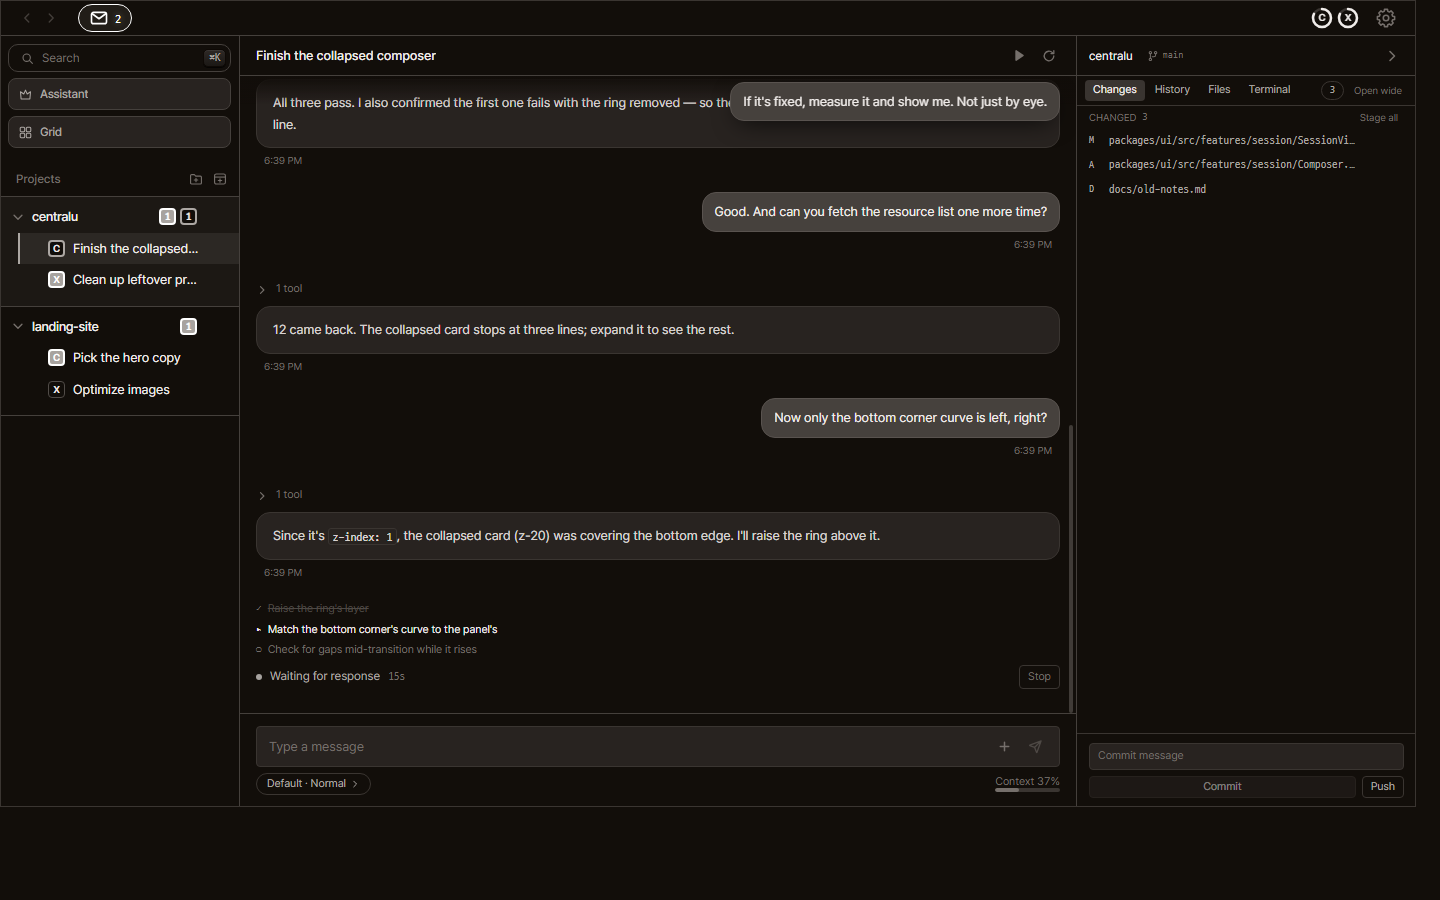 2
C
X
Search
⌘K
Assistant
Grid
Projects
centralu
1
1
C
Finish the collapsed...
X
Clean up leftover pr...
landing-site
1
C
Pick the hero copy
X
Optimize images
Finish the collapsed composer
All three pass. I also confirmed the first one fails with the ring removed — so the
line.
If it's fixed, measure it and show me. Not just by eye.
6:39 PM
Good. And can you fetch the resource list one more time?
6:39 PM
1 tool
12 came back. The collapsed card stops at three lines; expand it to see the rest.
6:39 PM
Now only the bottom corner curve is left, right?
6:39 PM
1 tool
Since it's z-index: 1, the collapsed card (z-20) was covering the bottom edge. I'll raise the ring above it.
6:39 PM
Raise the ring's layer
Match the bottom corner's curve to the panel's
Check for gaps mid-transition while it rises
Waiting for response 15s
Stop
Type a message
Default · Normal
Context 37%
centralu
main
Changes
History
Files
Terminal
3
Open wide
CHANGED 3
Stage all
M packages/ui/src/features/session/SessionVi…
A packages/ui/src/features/session/Composer.…
D docs/old-notes.md
Commit message
Commit
Push